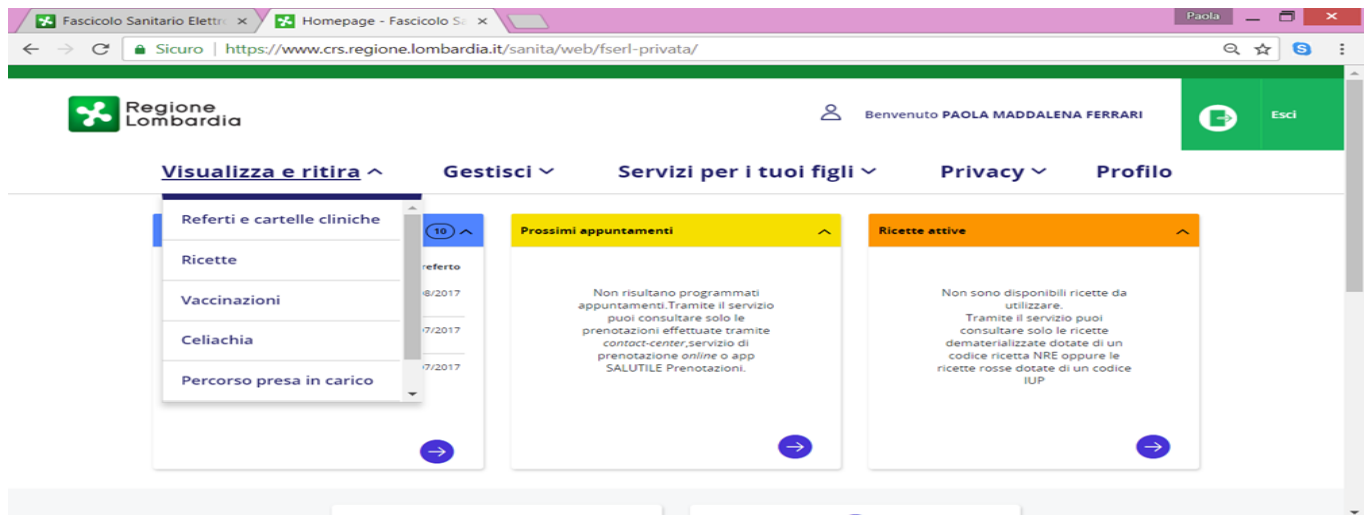 Fascicolo Sanitario Elettr
Homepage - Fascicolo Sa
Paola
Sicuro | https://www.crs.regione.lombardia.it/sanita/web/fserl-privata/
Regione
Lombardia
Benvenuto PAOLA MADDALENA FERRARI
Esci
Visualizza e ritira
Gestisci
Servizi per i tuoi figli
Privacy
Profilo
Referti e cartelle cliniche
Ricette
Vaccinazioni
Celiachia
Percorso presa in carico
10
referto
8/2017
7/2017
7/2017
Prossimi appuntamenti
Non risultano programmati
appuntamenti.Tramite il servizio
puoi consultare solo le
prenotazioni effettuate tramite
contact-center,servizio di
prenotazione online o app
SALUTILE Prenotazioni.
Ricette attive
Non sono disponibili ricette da
utilizzare.
Tramite il servizio puoi
consultare solo le ricette
dematerializzate dotate di un
codice ricetta NRE oppure le
ricette rosse dotate di un codice
IUP